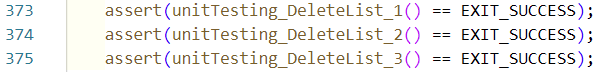 373 assert(unitTesting_DeleteList_1() == EXIT_SUCCESS);
374 assert(unitTesting_DeleteList_2() == EXIT_SUCCESS);
375 assert(unitTesting_DeleteList_3() == EXIT_SUCCESS);